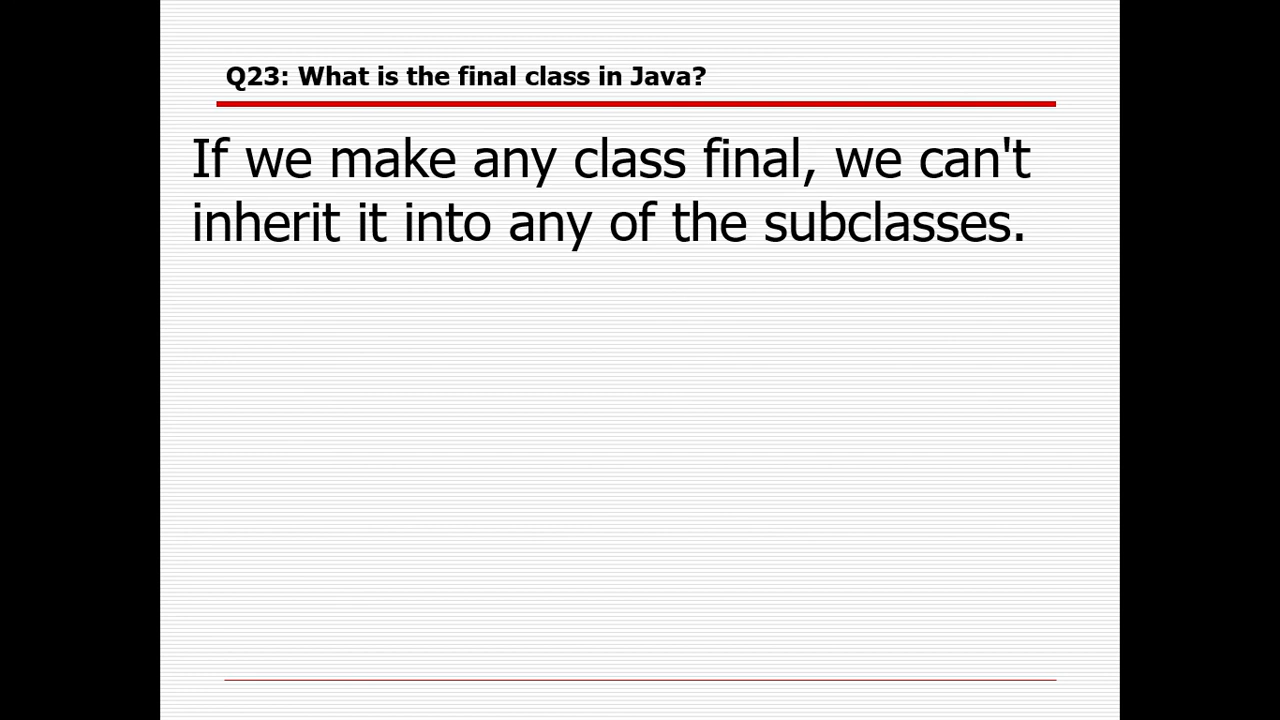 Q23: What is the final class in Java?
If we make any class final, we can't
inherit it into any of the subclasses.